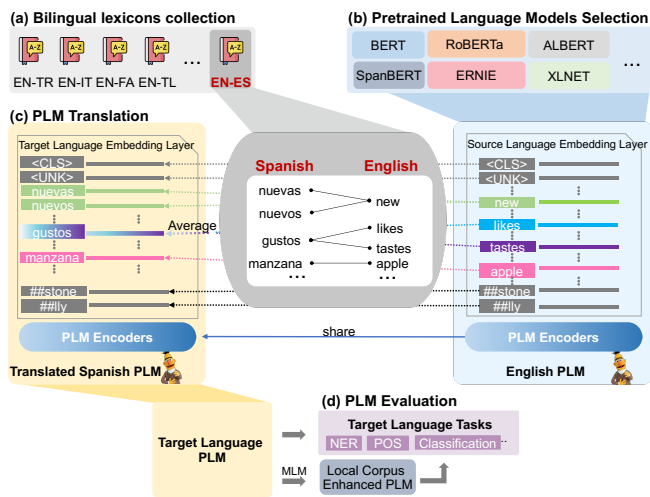 (a) Bilingual lexicons collection
A-Z A-Z A-Z A-Z ... A-Z
EN-TR EN-IT EN-FA EN-TL EN-ES
(b) Pretrained Language Models Selection
BERT RoBERTa ALBERT
SpanBERT ERNIE XLNET ...
(c) PLM Translation
Target Language Embedding Layer
<CLS>
<UNK>
nuevas
nuevos
gustos
manzana
##stone
##lly
PLM Encoders
Translated Spanish PLM
Average
Spanish English
nuevas
nuevos
gustos
manzana
...
new
likes
tastes
apple
...
share
Source Language Embedding Layer
<CLS>
<UNK>
new
likes
tastes
apple
##stone
##lly
PLM Encoders
English PLM
Target Language
PLM
MLM
(d) PLM Evaluation
Target Language Tasks
NER POS Classification ..
Local Corpus
Enhanced PLM